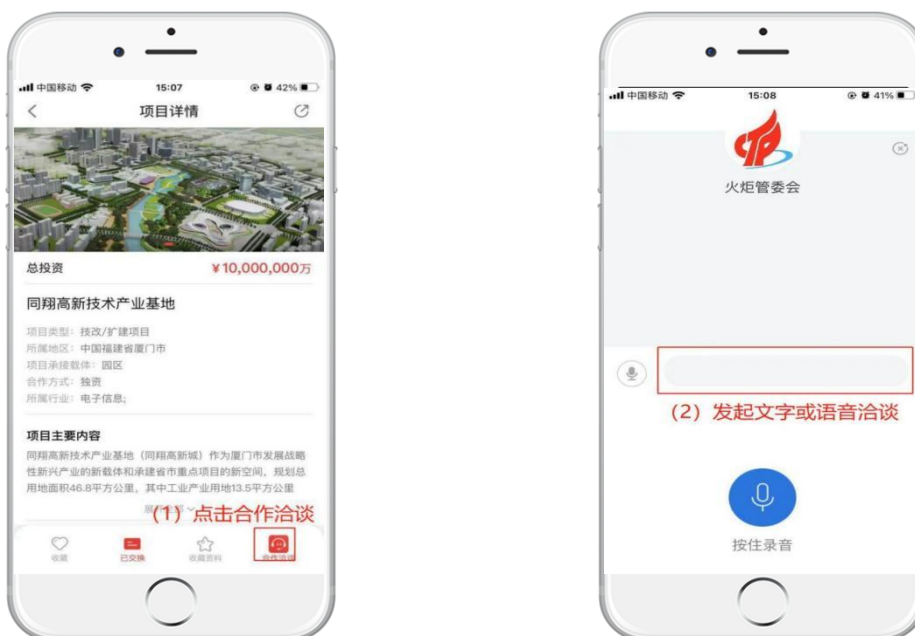 中国移动 15:07 42%
项目详情
总投资 ¥10,000,000万
同翔高新技术产业基地
项目类型：技改/扩建项目
所属地区：中国福建省厦门市
项目承接载体：园区
合作方式：独资
所属行业：电子信息;
项目主要内容
同翔高新技术产业基地（同翔高新城）作为厦门市发展战略
性新兴产业的新载体和承建省市重点项目的新空间，规划总
用地面积46.8平方公里，其中工业产业用地13.5平方公里
（1）点击合作洽谈
收藏 已交换 收藏资料 合作洽谈
中国移动 15:08 41%
火炬管委会
（2）发起文字或语音洽谈
按住录音